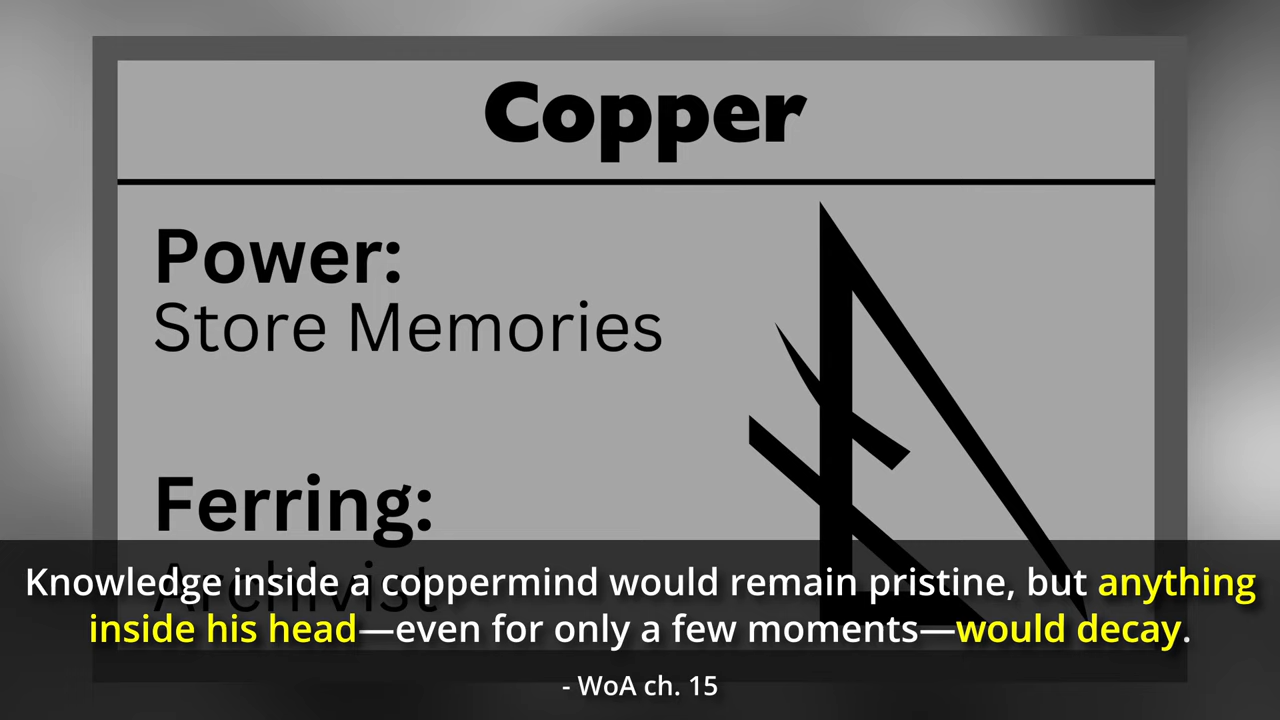 Copper
Power:
Store Memories
Ferring:
Archivist
Knowledge inside a coppermind would remain pristine, but anything
inside his head—even for only a few moments—would decay.
- WoA ch. 15